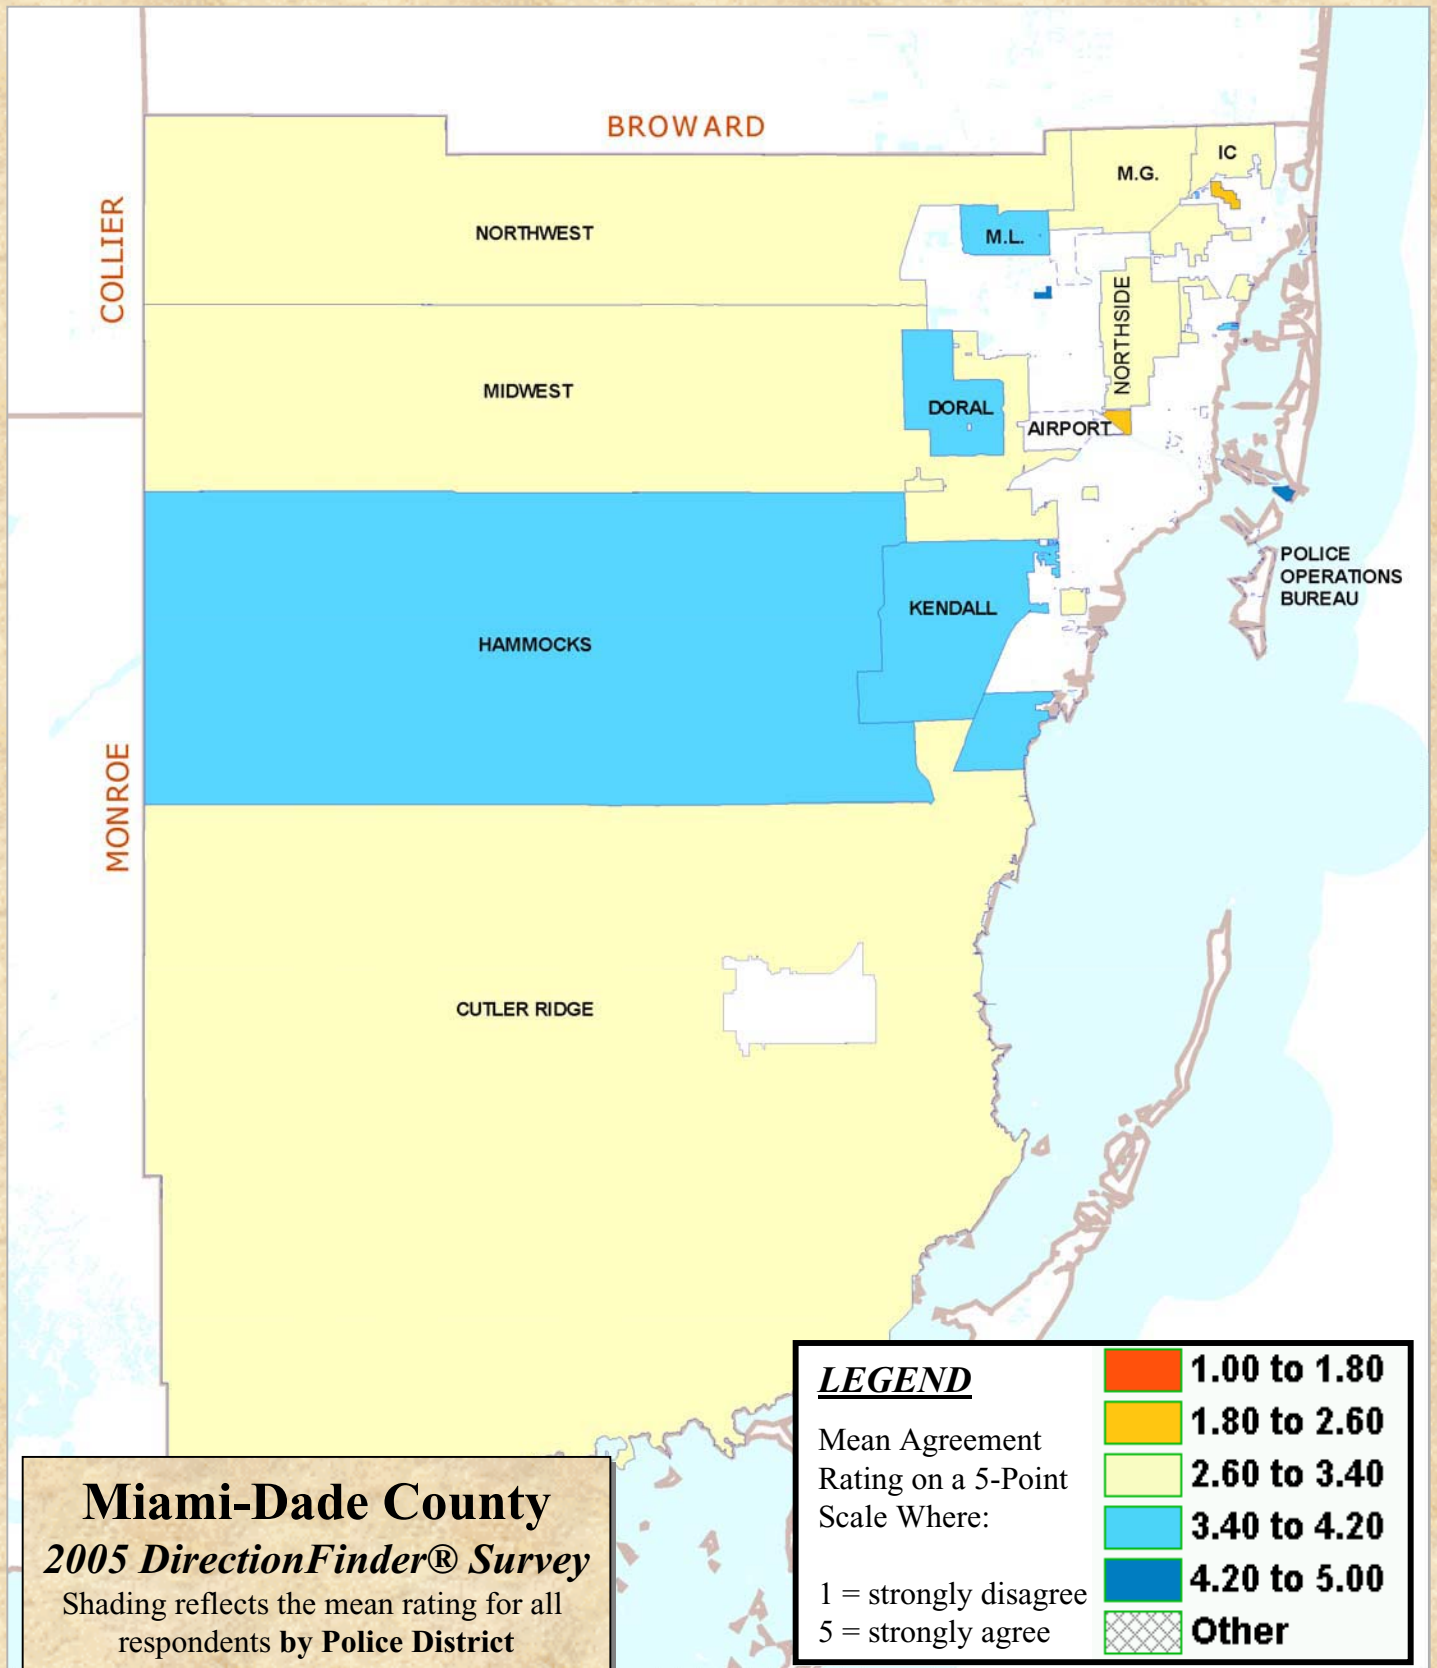 BROWARD
IC
M.G.
COLLIER
NORTHWEST
M.L.
NORTHSIDE
MIDWEST
DORAL
AIRPORT
POLICE
OPERATIONS
BUREAU
KENDALL
HAMMOCKS
MONROE
CUTLER RIDGE
LEGEND
Mean Agreement
Rating on a 5-Point
Scale Where:
1 = strongly disagree
5 = strongly agree
1.00 to 1.80
1.80 to 2.60
2.60 to 3.40
3.40 to 4.20
4.20 to 5.00
Other
Miami-Dade County
2005 DirectionFinder® Survey
Shading reflects the mean rating for all
respondents by Police District